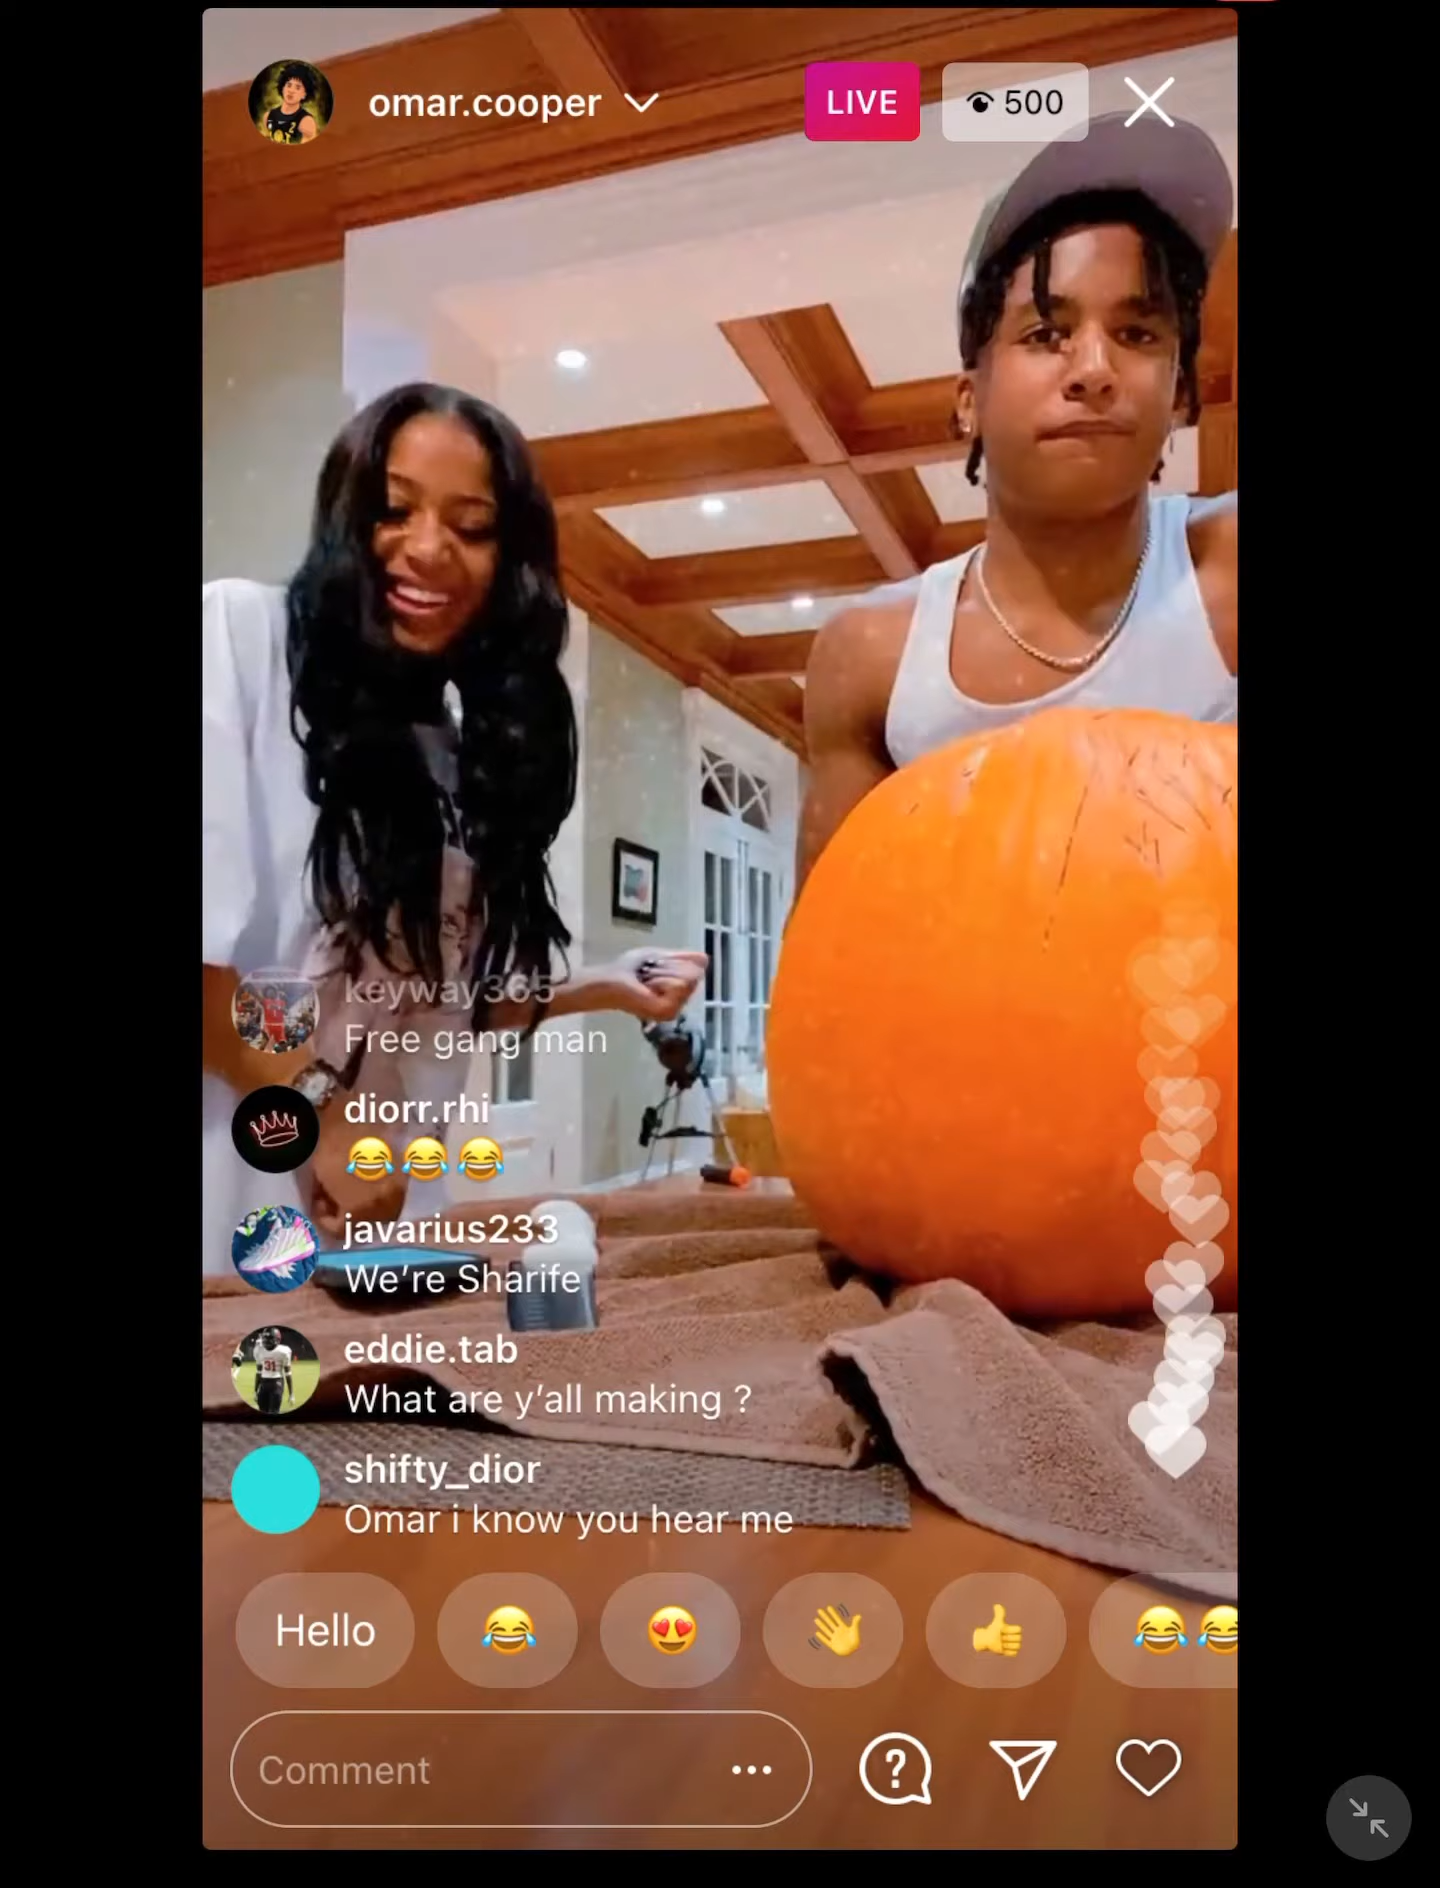 omar.cooper
LIVE
500
keyway365
Free gang man
diorr.rhi
😂😂😂
javarius233
We’re Sharife
eddie.tab
What are y’all making ?
shifty_dior
Omar i know you hear me
Hello
Comment